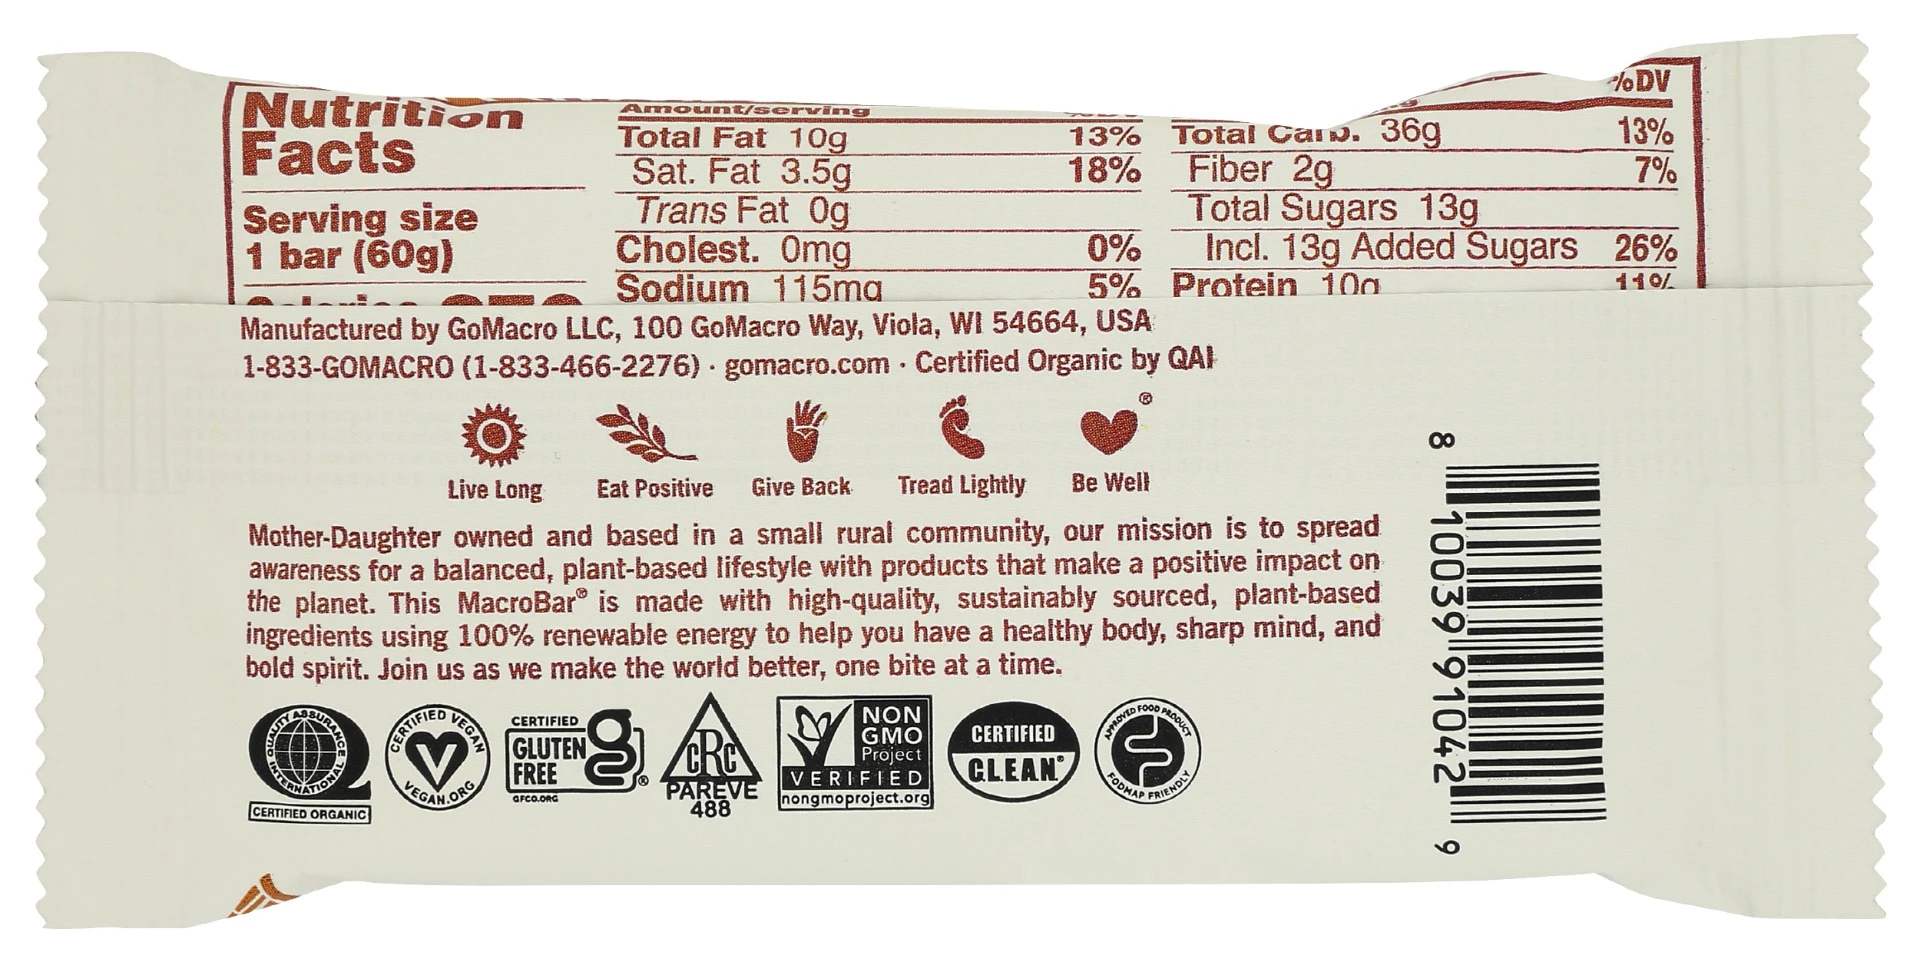 Nutrition
Facts
Serving size
1 bar (60g)
Calories
Amount/serving
Total Fat 10g 13%
Sat. Fat 3.5g 18%
Trans Fat 0g
Cholest. 0mg 0%
Sodium 115mg 5%
%DV
Total Carb. 36g 13%
Fiber 2g 7%
Total Sugars 13g
Incl. 13g Added Sugars 26%
Protein 10g 11%
Manufactured by GoMacro LLC, 100 GoMacro Way, Viola, WI 54664, USA
1-833-GOMACRO (1-833-466-2276) · gomacro.com · Certified Organic by QAI
®
Live Long Eat Positive Give Back Tread Lightly Be Well
Mother-Daughter owned and based in a small rural community, our mission is to spread
awareness for a balanced, plant-based lifestyle with products that make a positive impact on
the planet. This MacroBar® is made with high-quality, sustainably sourced, plant-based
ingredients using 100% renewable energy to help you have a healthy body, sharp mind, and
bold spirit. Join us as we make the world better, one bite at a time.
QUALITY ASSURANCE
INTERNATIONAL
CERTIFIED ORGANIC
CERTIFIED VEGAN
V
VEGAN.ORG
CERTIFIED
GLUTEN
FREE
g
®
GFCO.ORG
CRC
PAREVE
488
NON
GMO
Project
VERIFIED
nongmoproject.org
CERTIFIED
C.L.E.A.N.®
APPROVED FOOD PRODUCT
FODMAP FRIENDLY
8 10039 91042 9